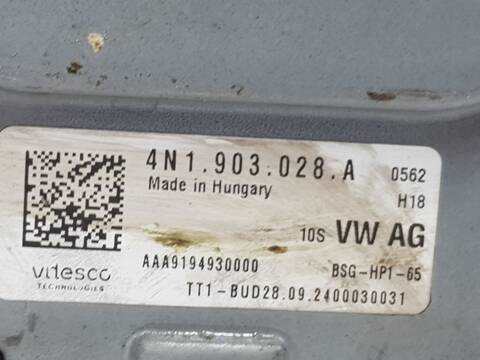 4N1.903.028.A 0562
Made in Hungary H18
10S VW AG
AAA9194930000 BSG-HP1-65
vitesco
TECHNOLOGIES
TT1-BUD28.09.2400030031